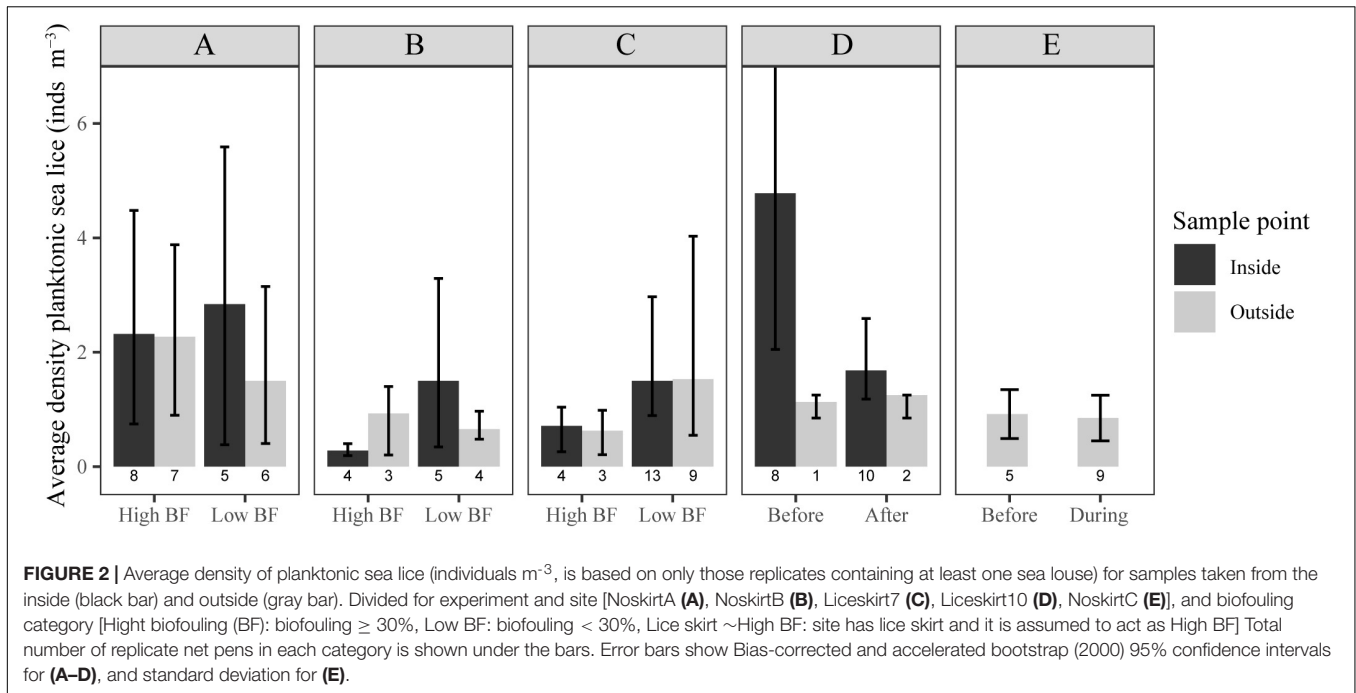 A B C D E
Average density planktonic sea lice (inds m⁻³)
6
4
2
0
8 7 5 6 4 3 5 4 4 3 13 9 8 1 10 2 5 9
High BF Low BF High BF Low BF High BF Low BF Before After Before During
Sample point
Inside
Outside
FIGURE 2 | Average density of planktonic sea lice (individuals m-3, is based on only those replicates containing at least one sea louse) for samples taken from the
inside (black bar) and outside (gray bar). Divided for experiment and site [NoskirtA (A), NoskirtB (B), Liceskirt7 (C), Liceskirt10 (D), NoskirtC (E)], and biofouling
category [Hight biofouling (BF): biofouling ≥ 30%, Low BF: biofouling < 30%, Lice skirt ∼High BF: site has lice skirt and it is assumed to act as High BF] Total
number of replicate net pens in each category is shown under the bars. Error bars show Bias-corrected and accelerated bootstrap (2000) 95% confidence intervals
for (A–D), and standard deviation for (E).